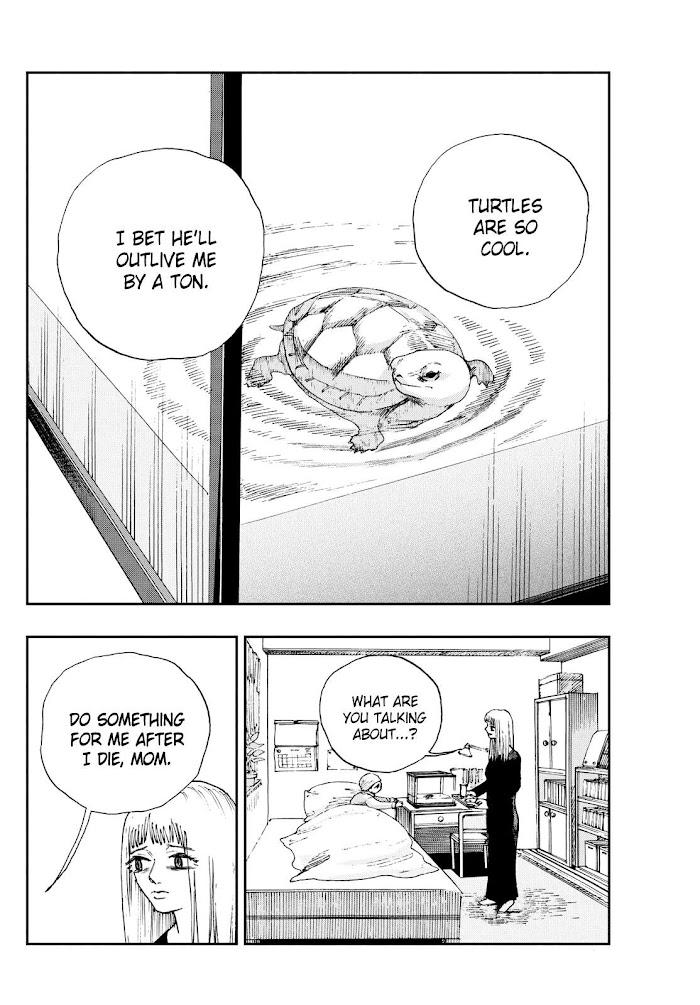 TURTLES
ARE SO
COOL.
I BET HE'LL
OUTLIVE ME
BY A TON.
WHAT ARE
YOU TALKING
ABOUT...?
DO SOMETHING
FOR ME AFTER
I DIE, MOM.